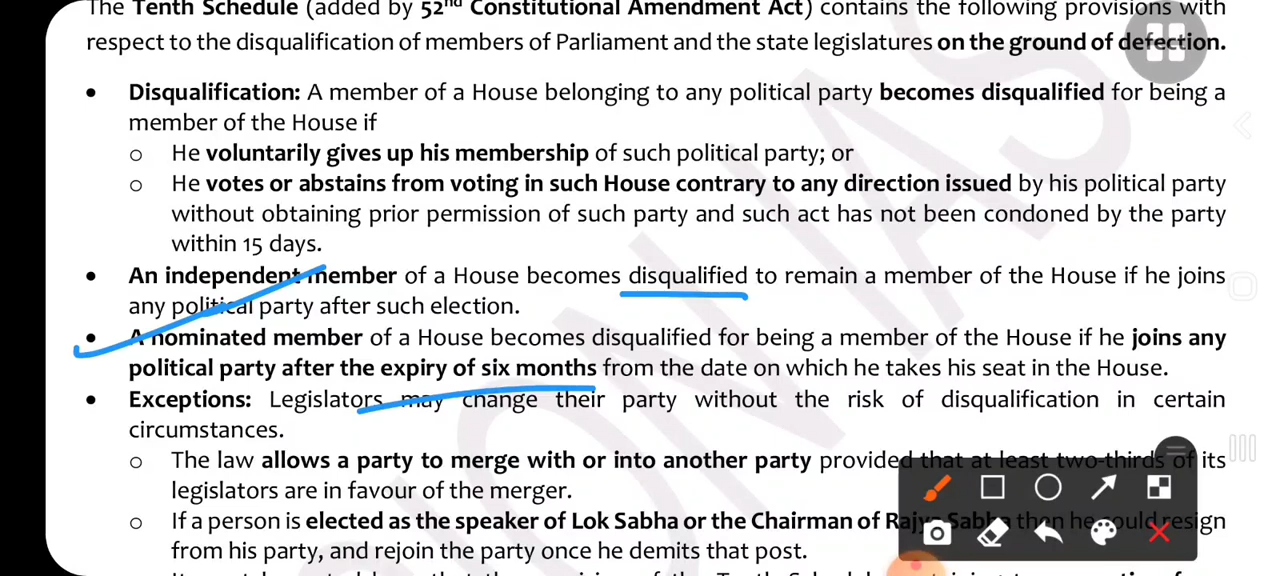 The Tenth Schedule (added by 52nd Constitutional Amendment Act) contains the following provisions with
respect to the disqualification of members of Parliament and the state legislatures on the ground of defection.
• Disqualification: A member of a House belonging to any political party becomes disqualified for being a
member of the House if
o He voluntarily gives up his membership of such political party; or
o He votes or abstains from voting in such House contrary to any direction issued by his political party
without obtaining prior permission of such party and such act has not been condoned by the party
within 15 days.
• An independent member of a House becomes disqualified to remain a member of the House if he joins
any political party after such election.
• A nominated member of a House becomes disqualified for being a member of the House if he joins any
political party after the expiry of six months from the date on which he takes his seat in the House.
• Exceptions: Legislators may change their party without the risk of disqualification in certain
circumstances.
o The law allows a party to merge with or into another party provided that at least two-thirds of its
legislators are in favour of the merger.
o If a person is elected as the speaker of Lok Sabha or the Chairman of Rajya Sabha then he could resign
from his party, and rejoin the party once he demits that post.